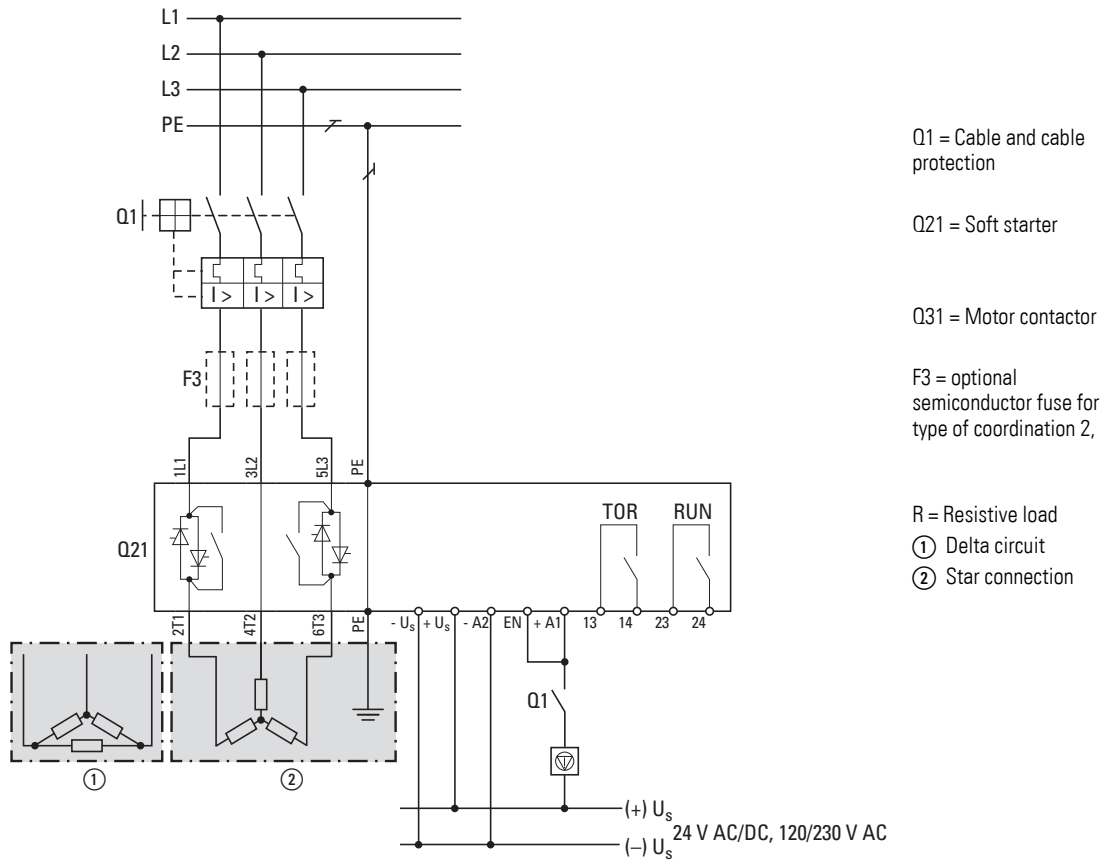 L1
L2
L3
PE
Q1
I >
I >
I >
F3
1L1
3L2
5L3
PE
TOR
RUN
Q21
2T1
4T2
6T3
PE
- Us
+ Us
- A2
EN
+ A1
13
14
23
24
Q1
1
2
(+) Us
24 V AC/DC, 120/230 V AC
(–) Us
Q1 = Cable and cable
protection
Q21 = Soft starter
Q31 = Motor contactor
F3 = optional
semiconductor fuse for
type of coordination 2,
R = Resistive load
1 Delta circuit
2 Star connection